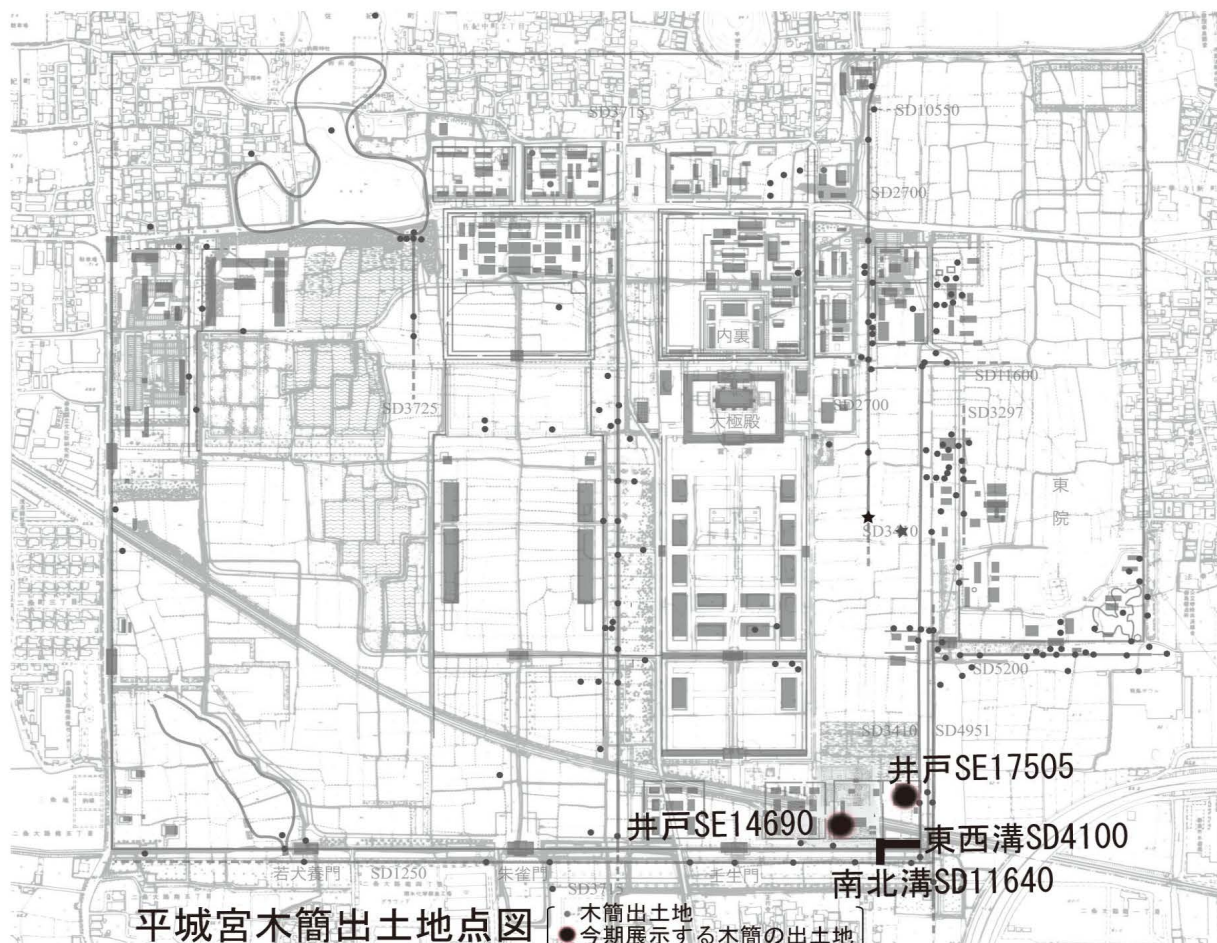 SD3715
SD10550
SD2700
内裏
SD11600
SD3725
大極殿
SD2700
SD3297
東院
SD3410
SD5200
SD3410
SD4951
井戸SE17505
井戸SE14690
東西溝SD4100
若犬養門
SD1250
朱雀門
壬生門
南北溝SD11640
SD3715
平城宮木簡出土地点図
木簡出土地
今期展示する木簡の出土地